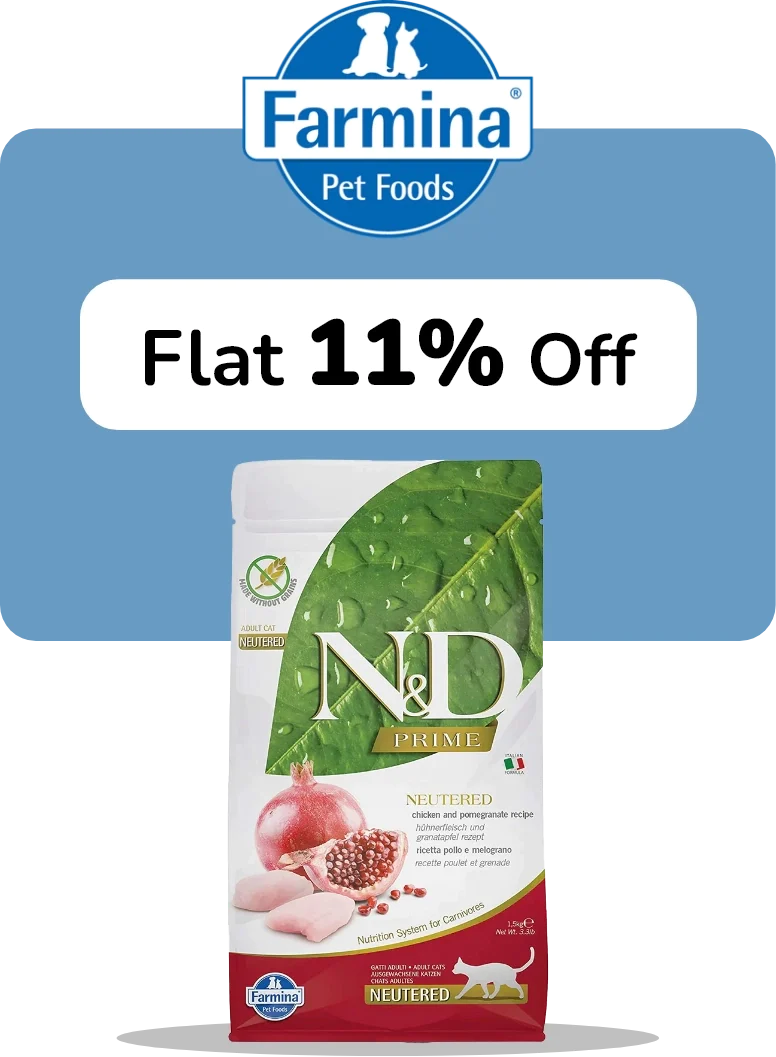 Farmina®
Pet Foods
Flat 11% Off
MADE WITHOUT GRAINS
ADULT CAT
NEUTERED
N&D
PRIME
ITALIAN
FORMULA
NEUTERED
chicken and pomegranate recipe
hühnerfleisch und
granatapfel rezept
ricetta pollo e melograno
recette poulet et grenade
Nutrition System for Carnivores
1.5kg℮
Net Wt. 3.3lb
GATTI ADULTI • ADULT CATS
AUSGEWACHSENE KATZEN
CHATS ADULTES
NEUTERED
Farmina
Pet Foods